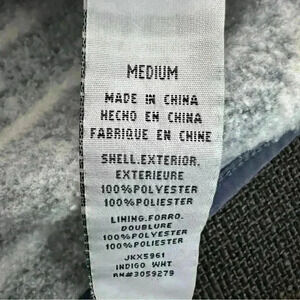 MEDIUM
MADE IN CHINA
HECHO EN CHINA
FABRIQUE EN CHINE
SHELL.EXTERIOR.
EXTERIEURE
100%POLYESTER
100%POLIESTER
LINING.FORRO.
DOUBLURE
100%POLYESTER
100%POLIESTER
JKX5961
INDIGO WHT
RN#3059279